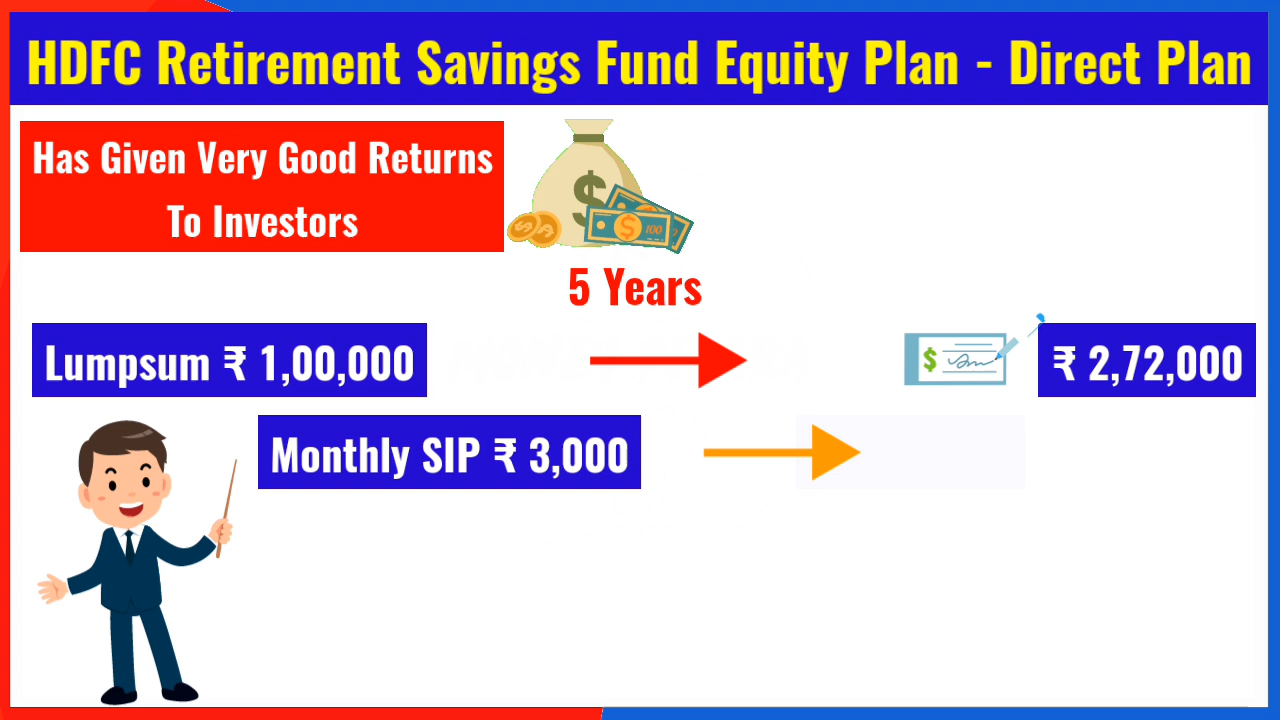 HDFC Retirement Savings Fund Equity Plan - Direct Plan
Has Given Very Good Returns
To Investors
$
$
100
5 Years
Lumpsum ₹ 1,00,000
$
₹ 2,72,000
Monthly SIP ₹ 3,000